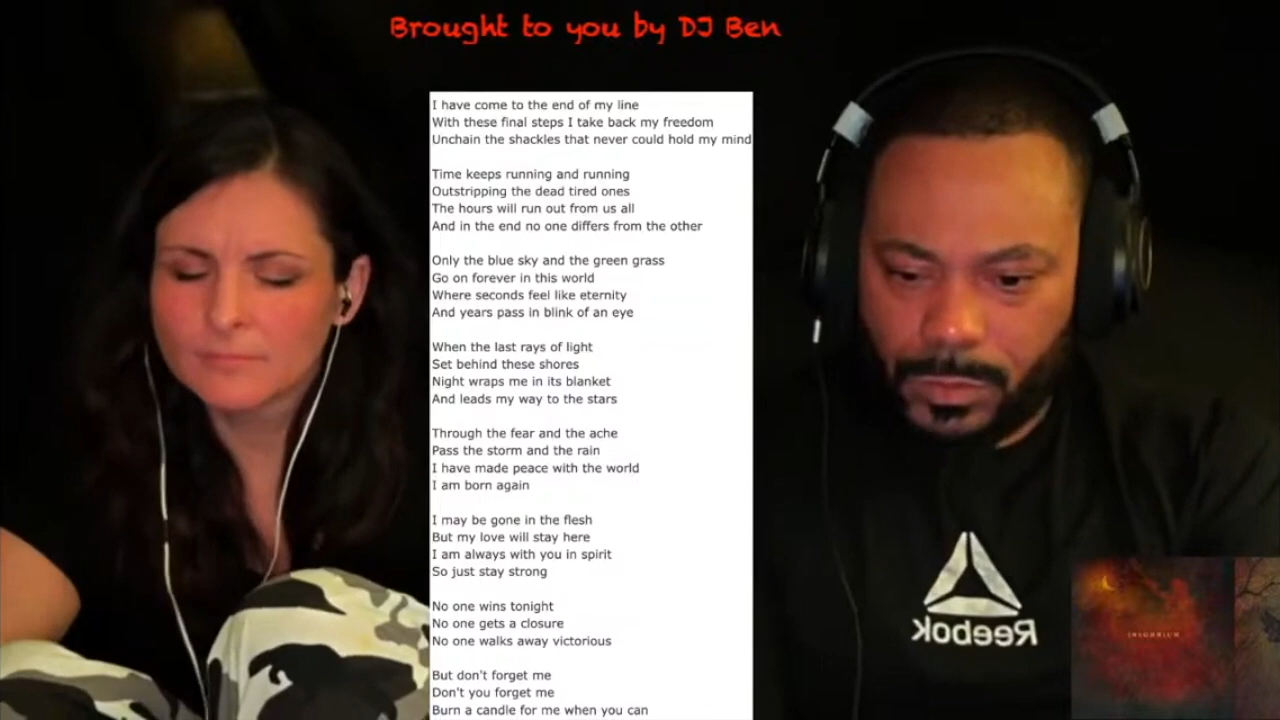 Brought to you by DJ Ben
I have come to the end of my line
With these final steps I take back my freedom
Unchain the shackles that never could hold my mind
Time keeps running and running
Outstripping the dead tired ones
The hours will run out from us all
And in the end no one differs from the other
Only the blue sky and the green grass
Go on forever in this world
Where seconds feel like eternity
And years pass in blink of an eye
When the last rays of light
Set behind these shores
Night wraps me in its blanket
And leads my way to the stars
Through the fear and the ache
Pass the storm and the rain
I have made peace with the world
I am born again
I may be gone in the flesh
But my love will stay here
I am always with you in spirit
So just stay strong
No one wins tonight
No one gets a closure
No one walks away victorious
But don't forget me
Don't you forget me
Burn a candle for me when you can
Reebok
INSOMNIUM